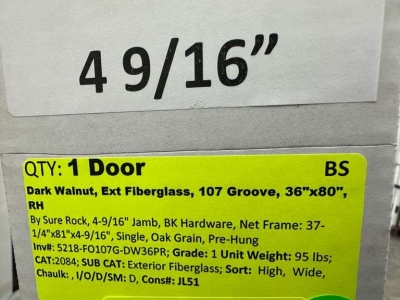 4 9/16”
QTY: 1 Door BS
Dark Walnut, Ext Fiberglass, 107 Groove, 36"x80",
RH
By Sure Rock, 4-9/16" Jamb, BK Hardware, Net Frame: 37-
1/4"x81"x4-9/16", Single, Oak Grain, Pre-Hung
Inv#: 5218-FO107G-DW36PR; Grade: 1 Unit Weight: 95 lbs;
CAT:2084; SUB CAT: Exterior Fiberglass; Sort: High, Wide,
Chaulk: , I/O/D/SM: D, Cons#: JL51